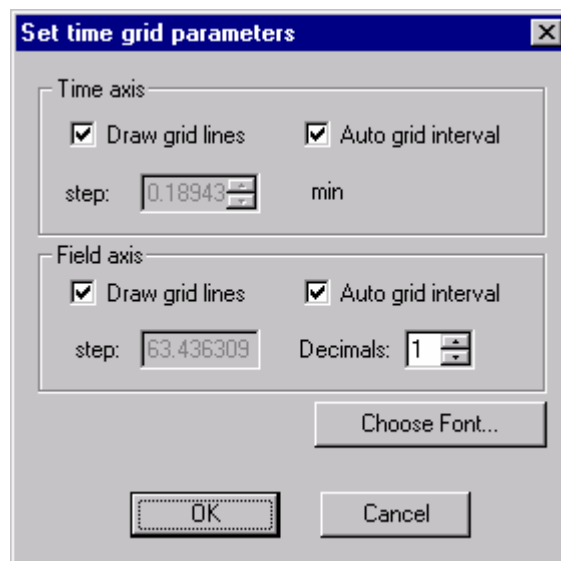 Set time grid parameters
Time axis
Draw grid lines Auto grid interval
step: 0.18943 min
Field axis
Draw grid lines Auto grid interval
step: 63.436309 Decimals: 1
Choose Font...
OK Cancel